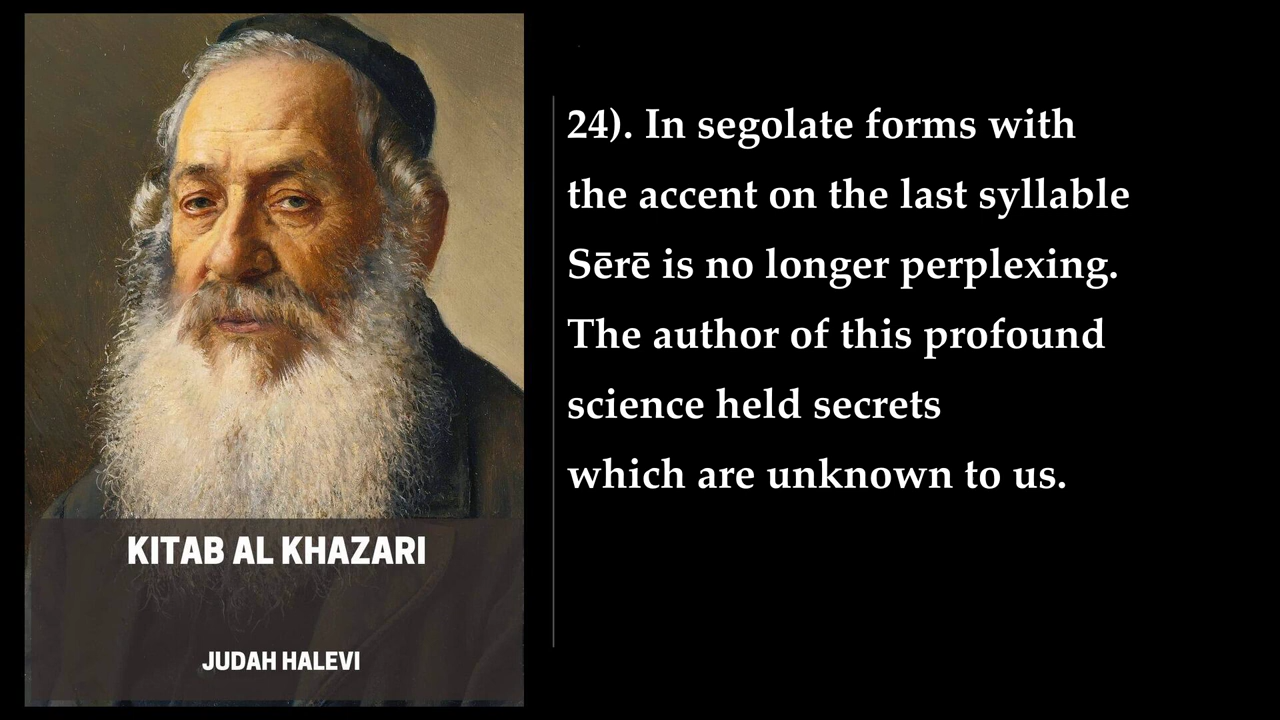 KITAB AL KHAZARI
JUDAH HALEVI
24). In segolate forms with
the accent on the last syllable
Sērē is no longer perplexing.
The author of this profound
science held secrets
which are unknown to us.